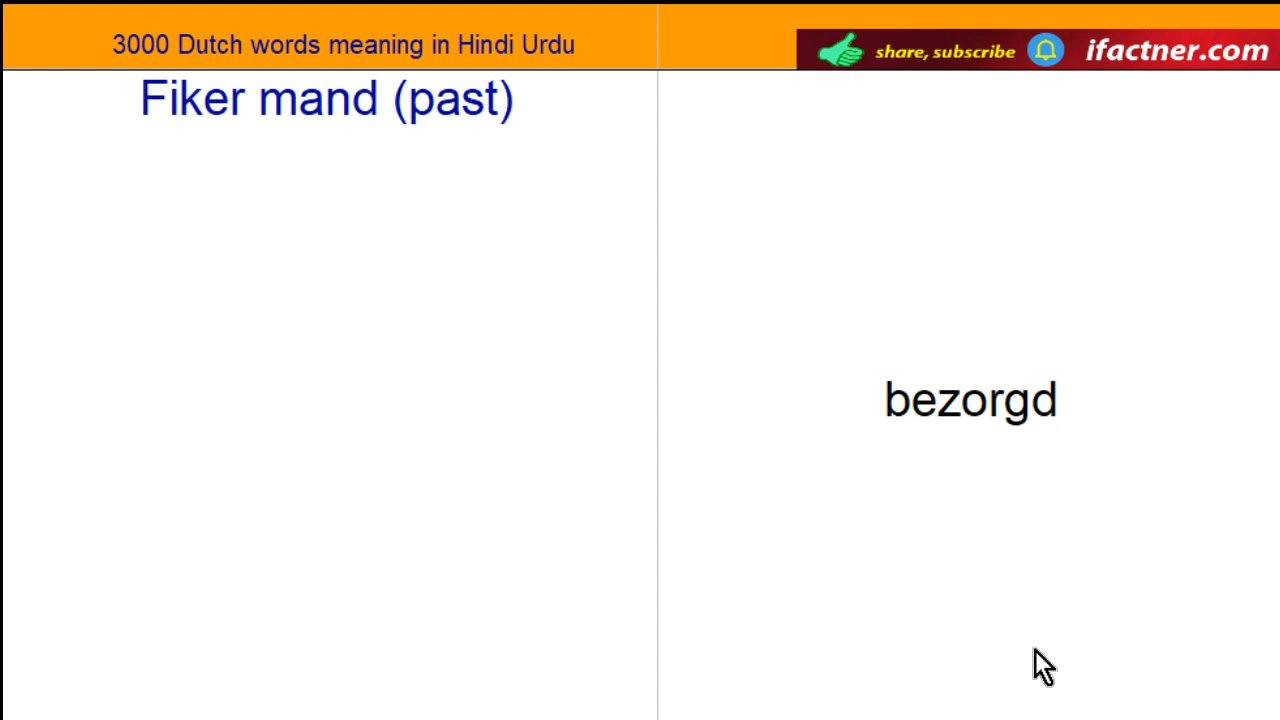 3000 Dutch words meaning in Hindi Urdu
share, subscribe
ifactner.com
Fiker mand (past)
bezorgd